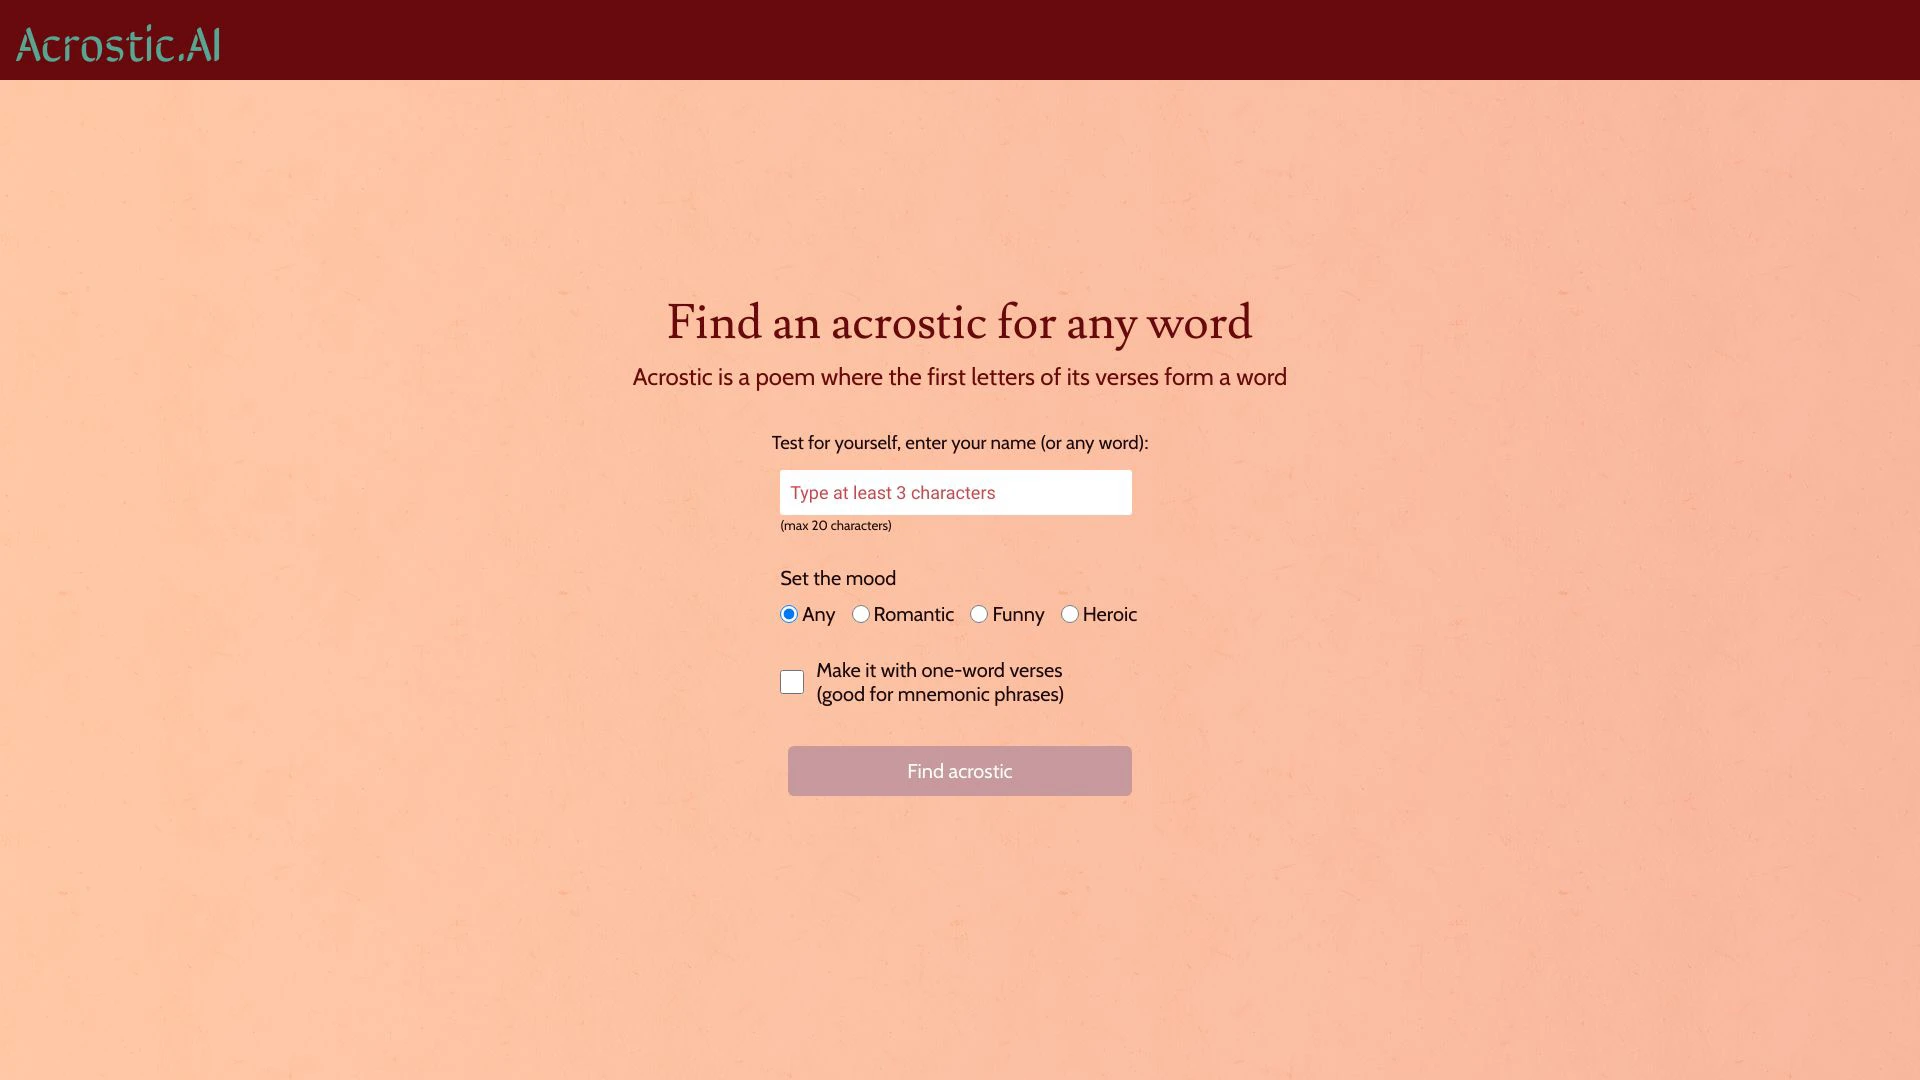 Acrostic.AI
Find an acrostic for any word
Acrostic is a poem where the first letters of its verses form a word
Test for yourself, enter your name (or any word):
Type at least 3 characters
(max 20 characters)
Set the mood
Any Romantic Funny Heroic
Make it with one-word verses
(good for mnemonic phrases)
Find acrostic